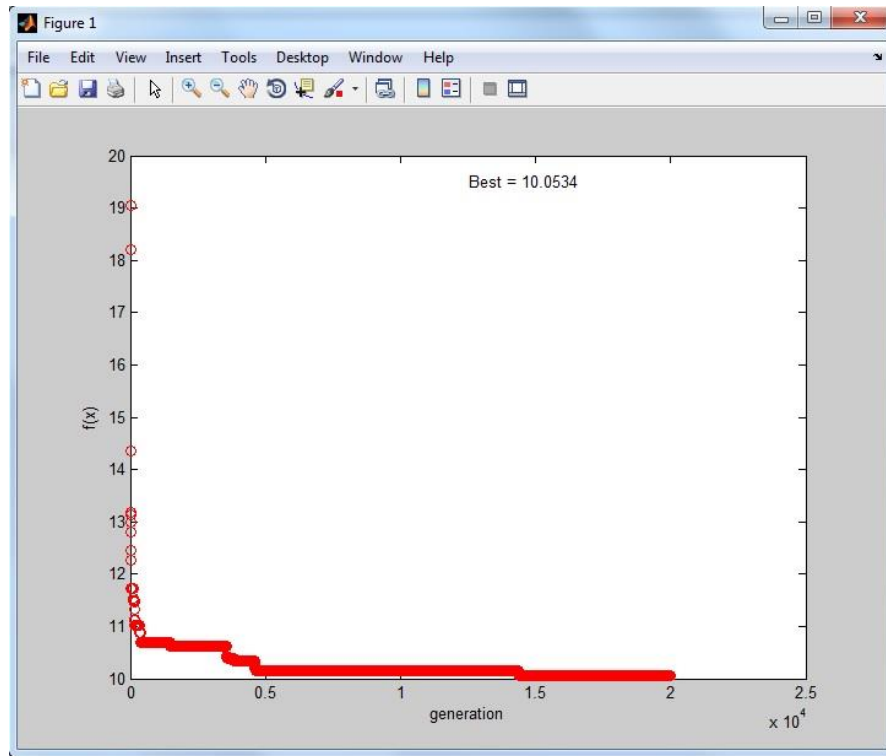 Figure 1
File Edit View Insert Tools Desktop Window Help
Best = 10.0534
20
19
18
17
16
15
14
13
12
11
10
f(x)
0 0.5 1 1.5 2 2.5
generation
x 10^4